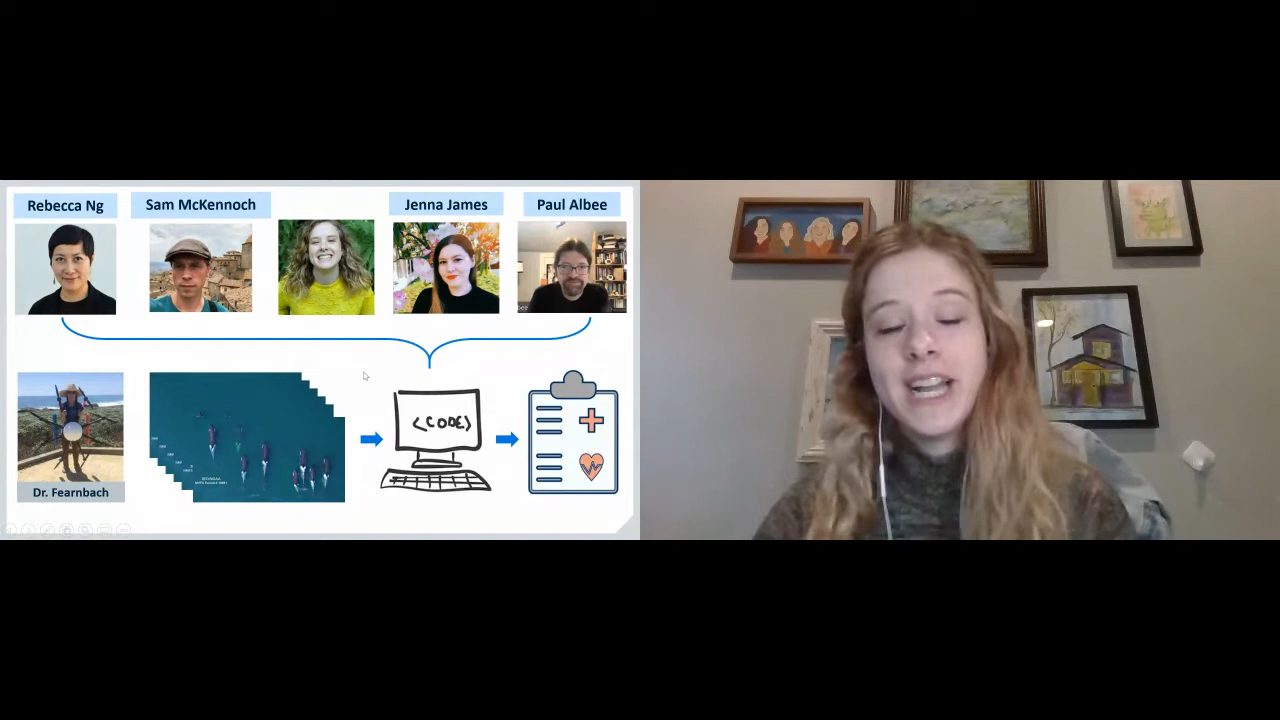 Rebecca Ng
Sam McKennoch
Jenna James
Paul Albee
<CODE>
Dr. Fearnbach